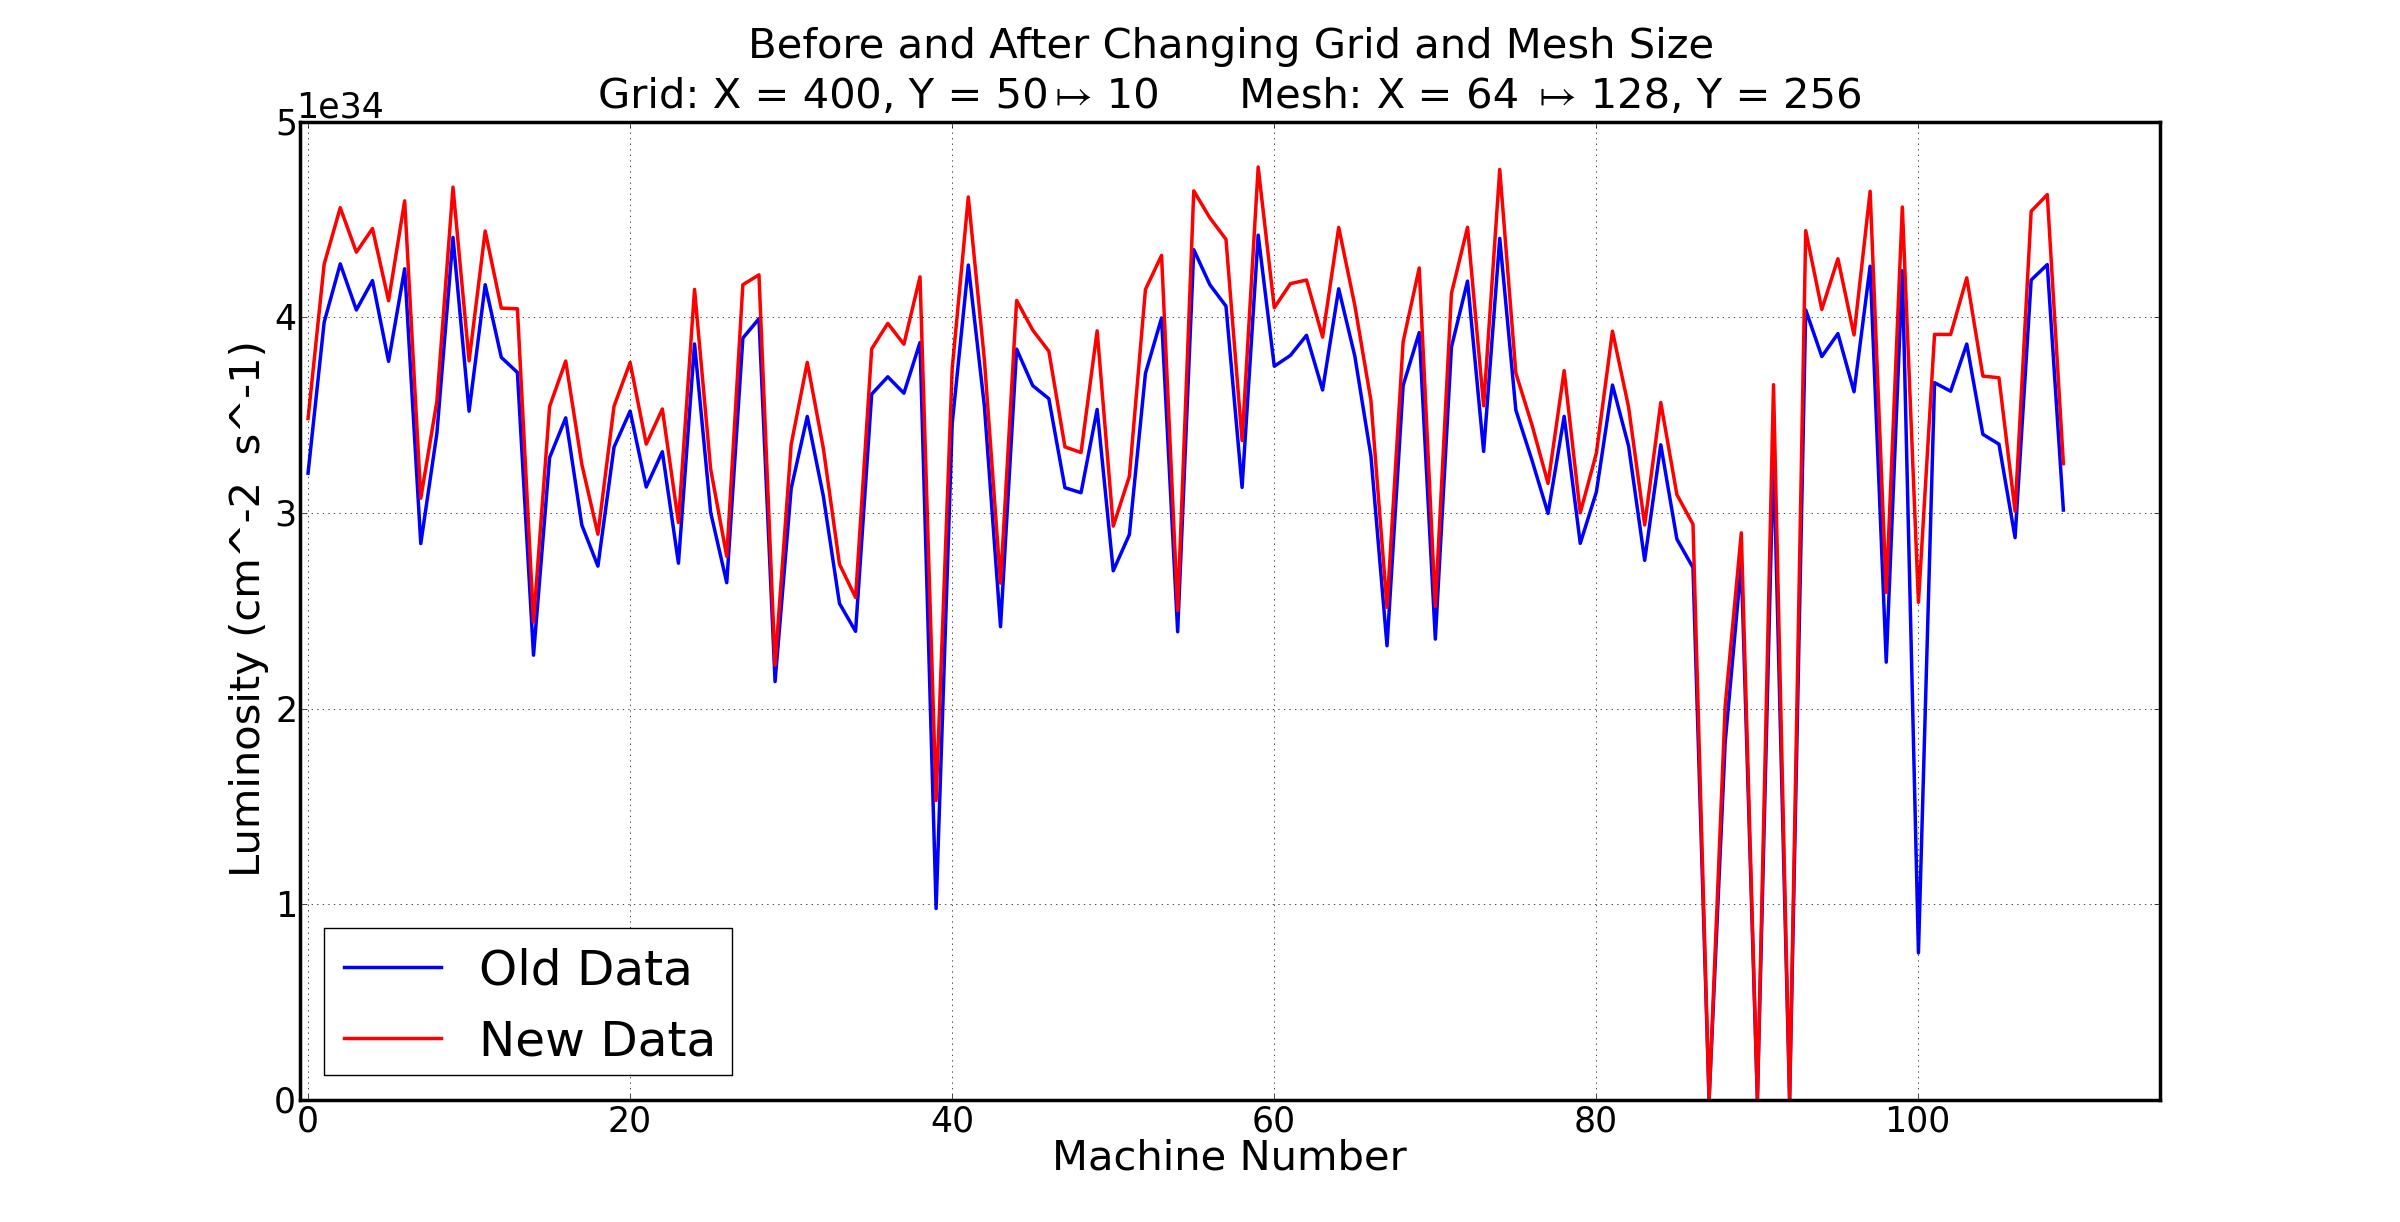 Before and After Changing Grid and Mesh Size
Grid: X = 400, Y = 50 ↦ 10 Mesh: X = 64 ↦ 128, Y = 256
1e34
5
4
3
2
1
0
Luminosity (cm^-2 s^-1)
Old Data
New Data
0 20 40 60 80 100
Machine Number